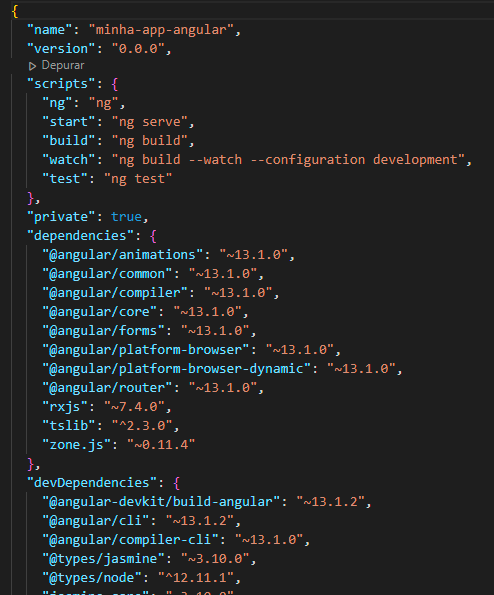 {
"name": "minha-app-angular",
"version": "0.0.0",
Depurar
"scripts": {
"ng": "ng",
"start": "ng serve",
"build": "ng build",
"watch": "ng build --watch --configuration development",
"test": "ng test"
},
"private": true,
"dependencies": {
"@angular/animations": "~13.1.0",
"@angular/common": "~13.1.0",
"@angular/compiler": "~13.1.0",
"@angular/core": "~13.1.0",
"@angular/forms": "~13.1.0",
"@angular/platform-browser": "~13.1.0",
"@angular/platform-browser-dynamic": "~13.1.0",
"@angular/router": "~13.1.0",
"rxjs": "~7.4.0",
"tslib": "^2.3.0",
"zone.js": "~0.11.4"
},
"devDependencies": {
"@angular-devkit/build-angular": "~13.1.2",
"@angular/cli": "~13.1.2",
"@angular/compiler-cli": "~13.1.0",
"@types/jasmine": "~3.10.0",
"@types/node": "^12.11.1",